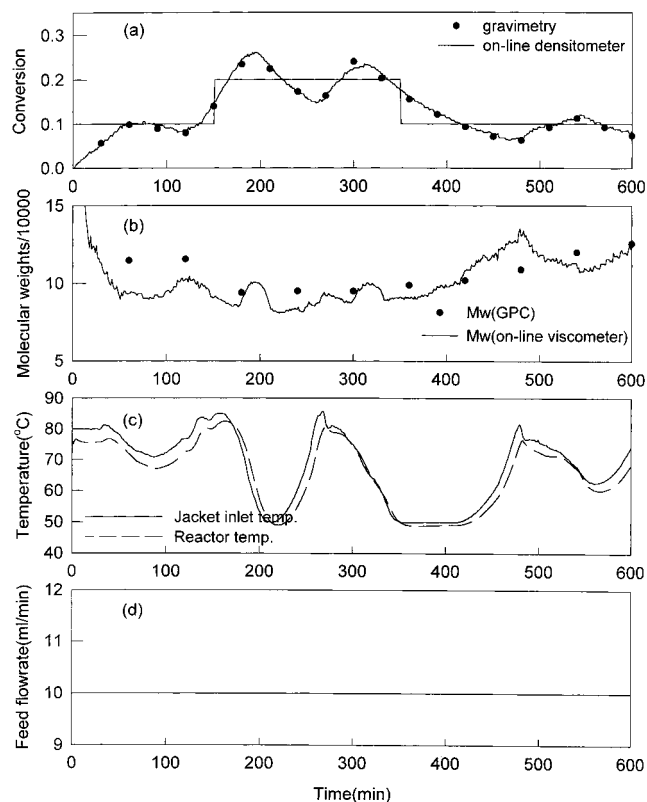 (a)
gravimetry
on-line densitometer
Conversion
0.3
0.2
0.1
0.0
0 100 200 300 400 500 600
(b)
Mw(GPC)
Mw(on-line viscometer)
Molecular weights/10000
15
10
5
0 100 200 300 400 500 600
(c)
Jacket inlet temp.
Reactor temp.
Temperature(°C)
90
80
70
60
50
40
0 100 200 300 400 500 600
(d)
Feed flowrate(ml/min)
12
11
10
9
0 100 200 300 400 500 600
Time(min)